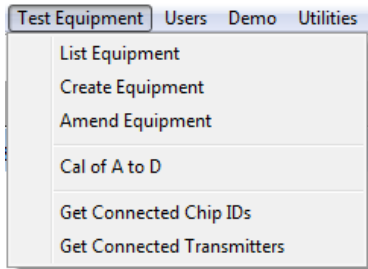 Test Equipment Users Demo Utilities
List Equipment
Create Equipment
Amend Equipment
Cal of A to D
Get Connected Chip IDs
Get Connected Transmitters